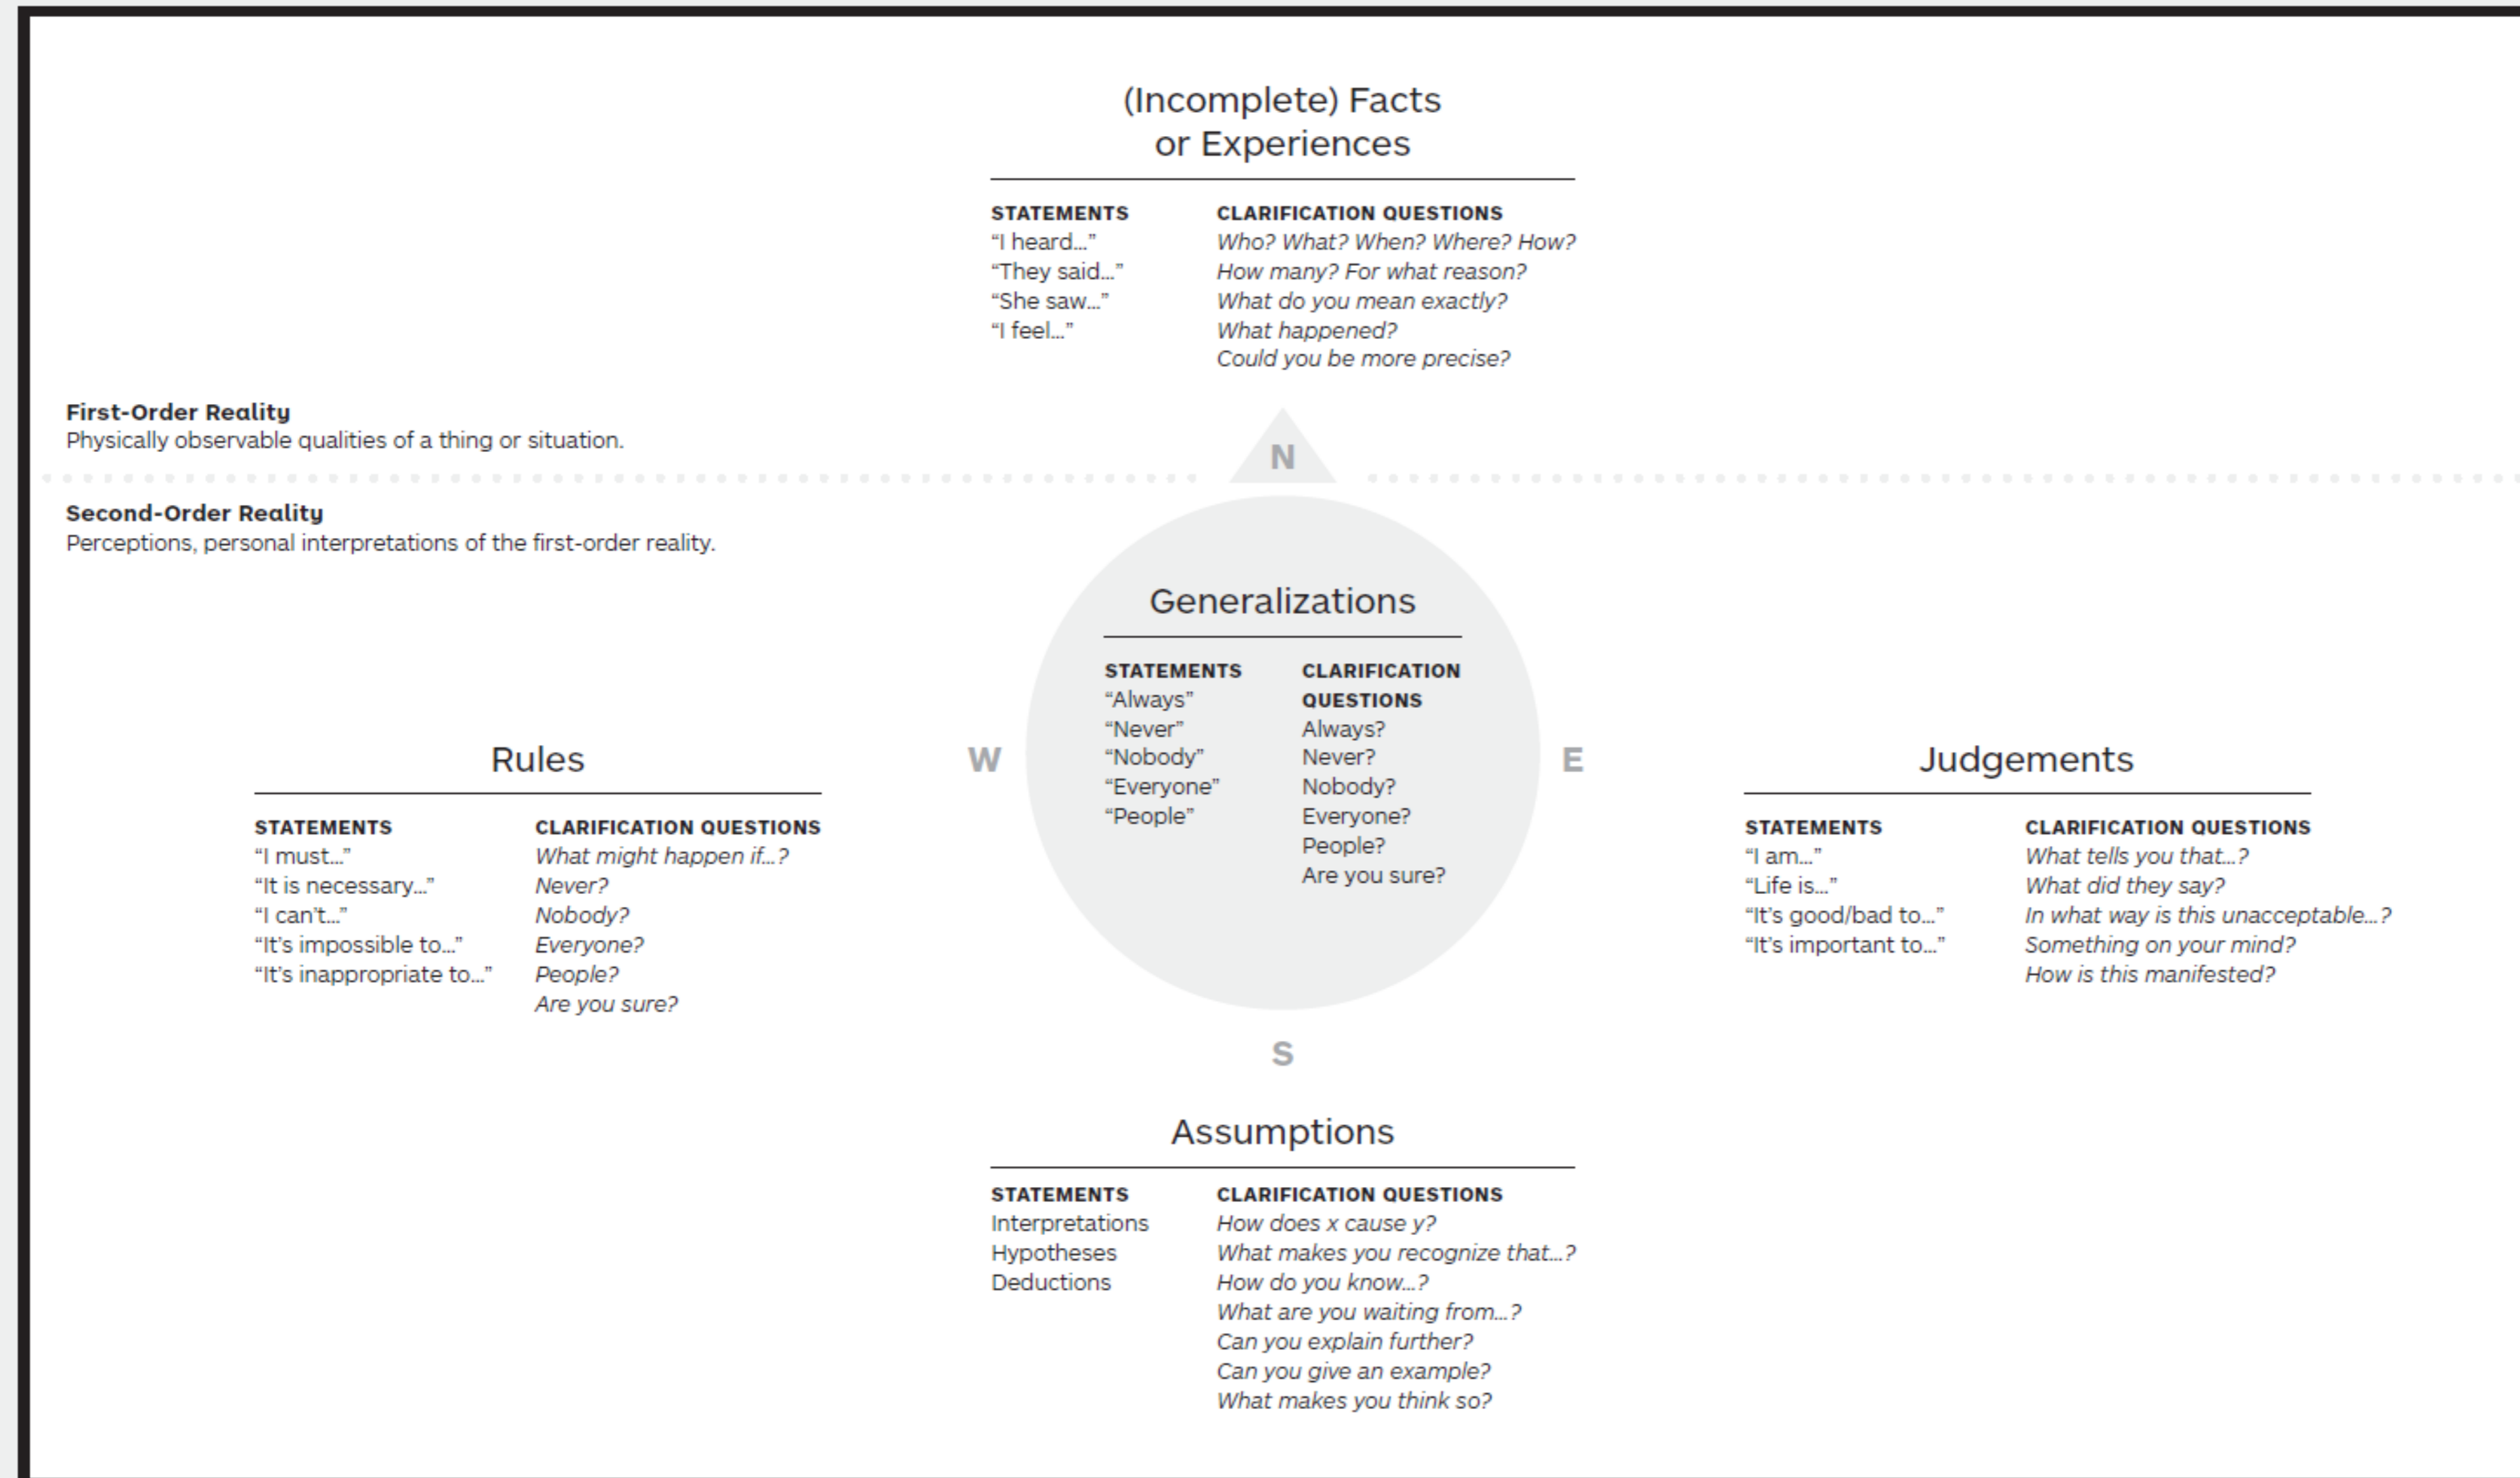 (Incomplete) Facts
or Experiences
STATEMENTS
“I heard...”
“They said...”
“She saw...”
“I feel...”
CLARIFICATION QUESTIONS
Who? What? When? Where? How?
How many? For what reason?
What do you mean exactly?
What happened?
Could you be more precise?
First-Order Reality
Physically observable qualities of a thing or situation.
N
Second-Order Reality
Perceptions, personal interpretations of the first-order reality.
Generalizations
STATEMENTS
“Always”
“Never”
“Nobody”
“Everyone”
“People”
CLARIFICATION
QUESTIONS
Always?
Never?
Nobody?
Everyone?
People?
Are you sure?
W
E
Rules
STATEMENTS
“I must...”
“It is necessary...”
“I can’t...”
“It’s impossible to...”
“It’s inappropriate to...”
CLARIFICATION QUESTIONS
What might happen if...?
Never?
Nobody?
Everyone?
People?
Are you sure?
Judgements
STATEMENTS
“I am...”
“Life is...”
“It’s good/bad to...”
“It’s important to...”
CLARIFICATION QUESTIONS
What tells you that...?
What did they say?
In what way is this unacceptable...?
Something on your mind?
How is this manifested?
S
Assumptions
STATEMENTS
Interpretations
Hypotheses
Deductions
CLARIFICATION QUESTIONS
How does x cause y?
What makes you recognize that...?
How do you know...?
What are you waiting from...?
Can you explain further?
Can you give an example?
What makes you think so?